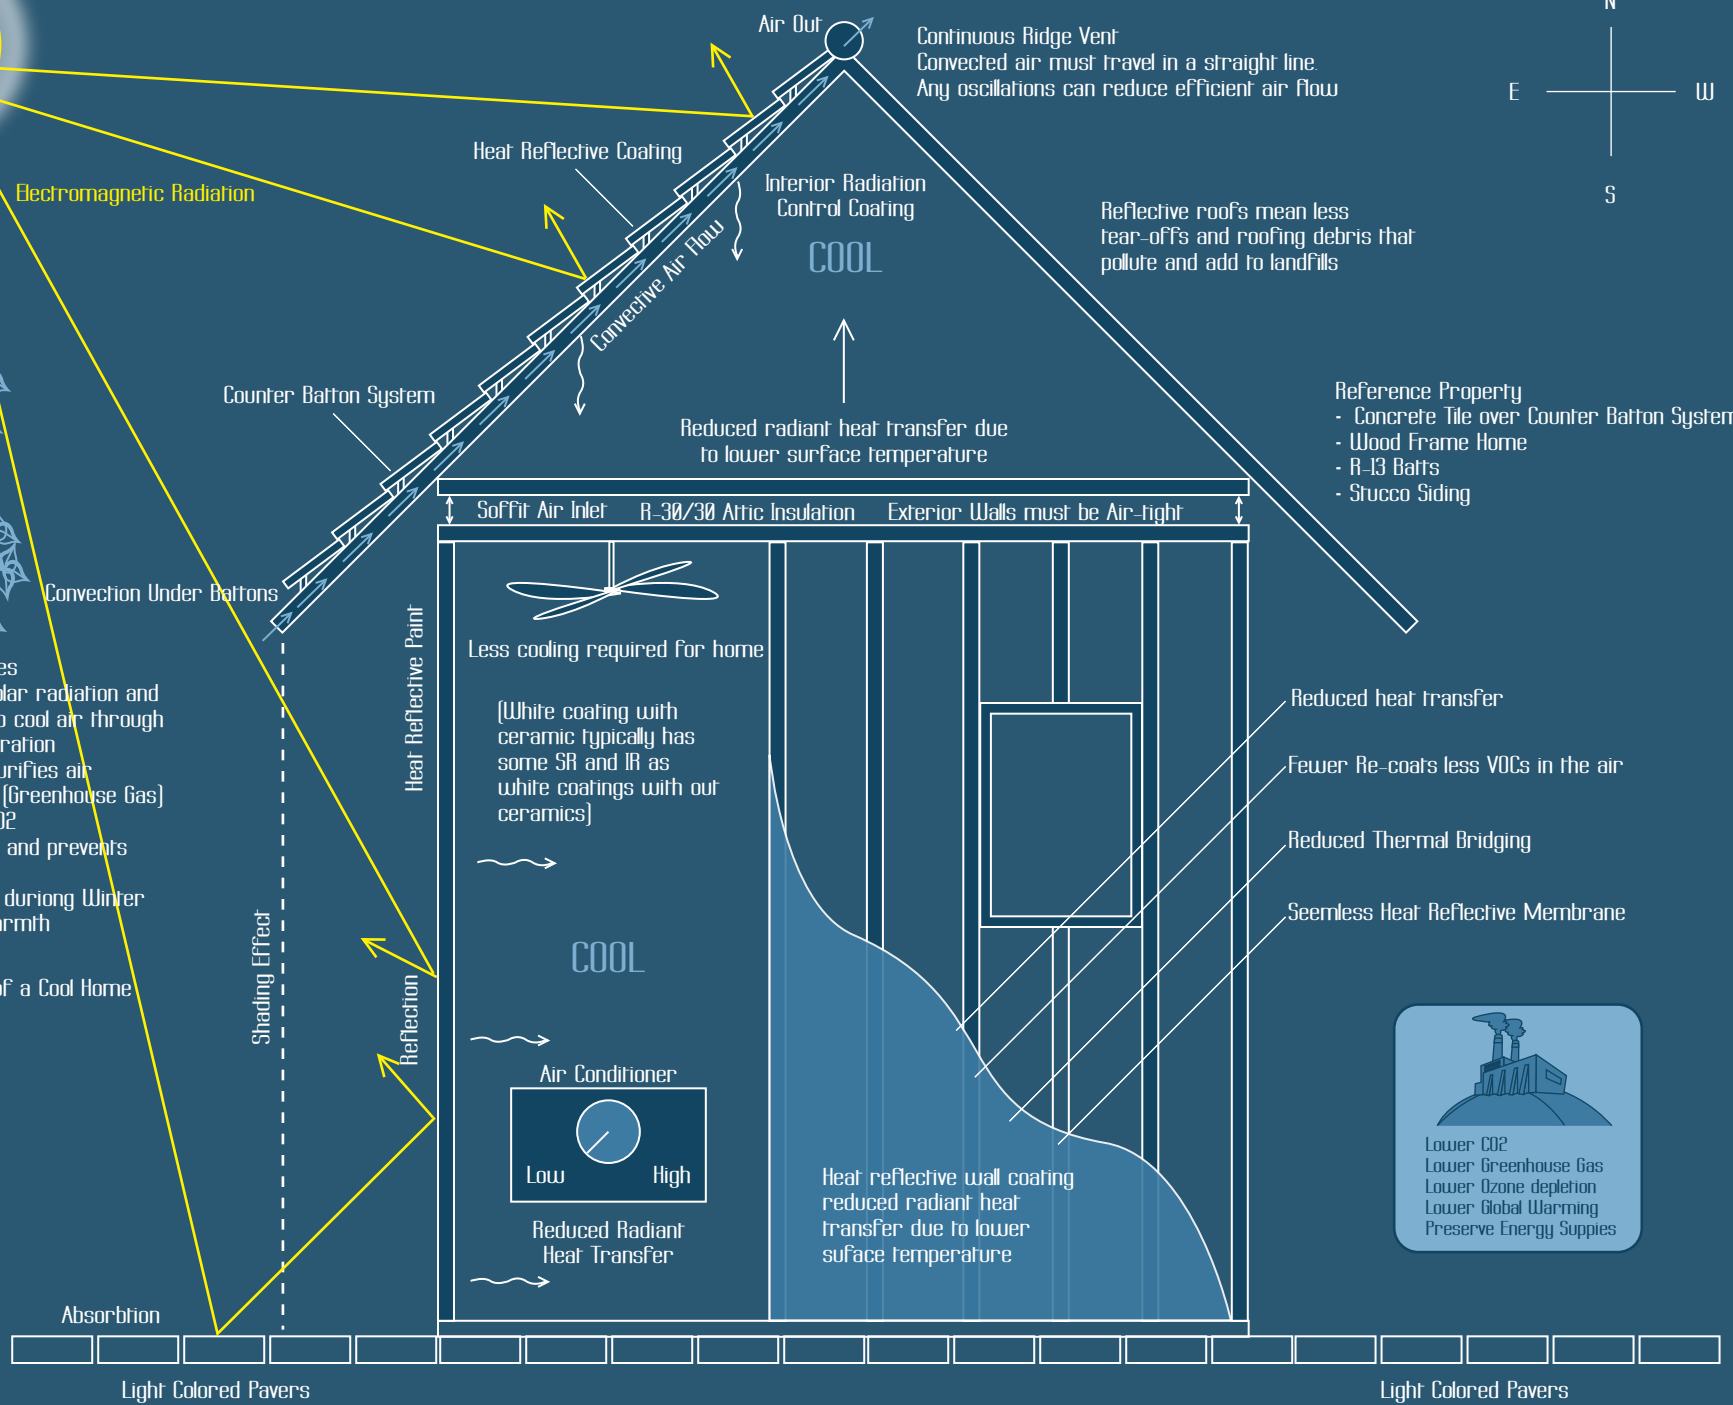 N
Air Out
Continuous Ridge Vent
Convected air must travel in a straight line.
Any oscillations can reduce efficient air flow
E
W
S
Heat Reflective Coating
Electromagnetic Radiation
Interior Radiation
Control Coating
COOL
Convective Air Flow
Reflective roofs mean less
tear-offs and roofing debris that
pollute and add to landfills
Counter Batton System
Reduced radiant heat transfer due
to lower surface temperature
Reference Property
- Concrete Tile over Counter Batton System
- Wood Frame Home
- R-13 Batts
- Stucco Siding
Soffit Air Inlet
R-30/30 Attic Insulation
Exterior Walls must be Air-tight
Convection Under Battons
Heat Reflective Paint
Less cooling required for home
(White coating with
ceramic typically has
some SR and IR as
white coatings with out
ceramics)
es
lar radiation and
o cool air through
ration
urifies air
(Greenhouse Gas)
O2
and prevents
duriong Winter
armth
of a Cool Home
Shading Effect
Reflection
COOL
Reduced heat transfer
Fewer Re-coats less VOCs in the air
Reduced Thermal Bridging
Seemless Heat Reflective Membrane
Air Conditioner
Low
High
Reduced Radiant
Heat Transfer
Heat reflective wall coating
reduced radiant heat
transfer due to lower
suface temperature
Lower CO2
Lower Greenhouse Gas
Lower Ozone depletion
Lower Global Warming
Preserve Energy Suppies
Absorbtion
Light Colored Pavers
Light Colored Pavers